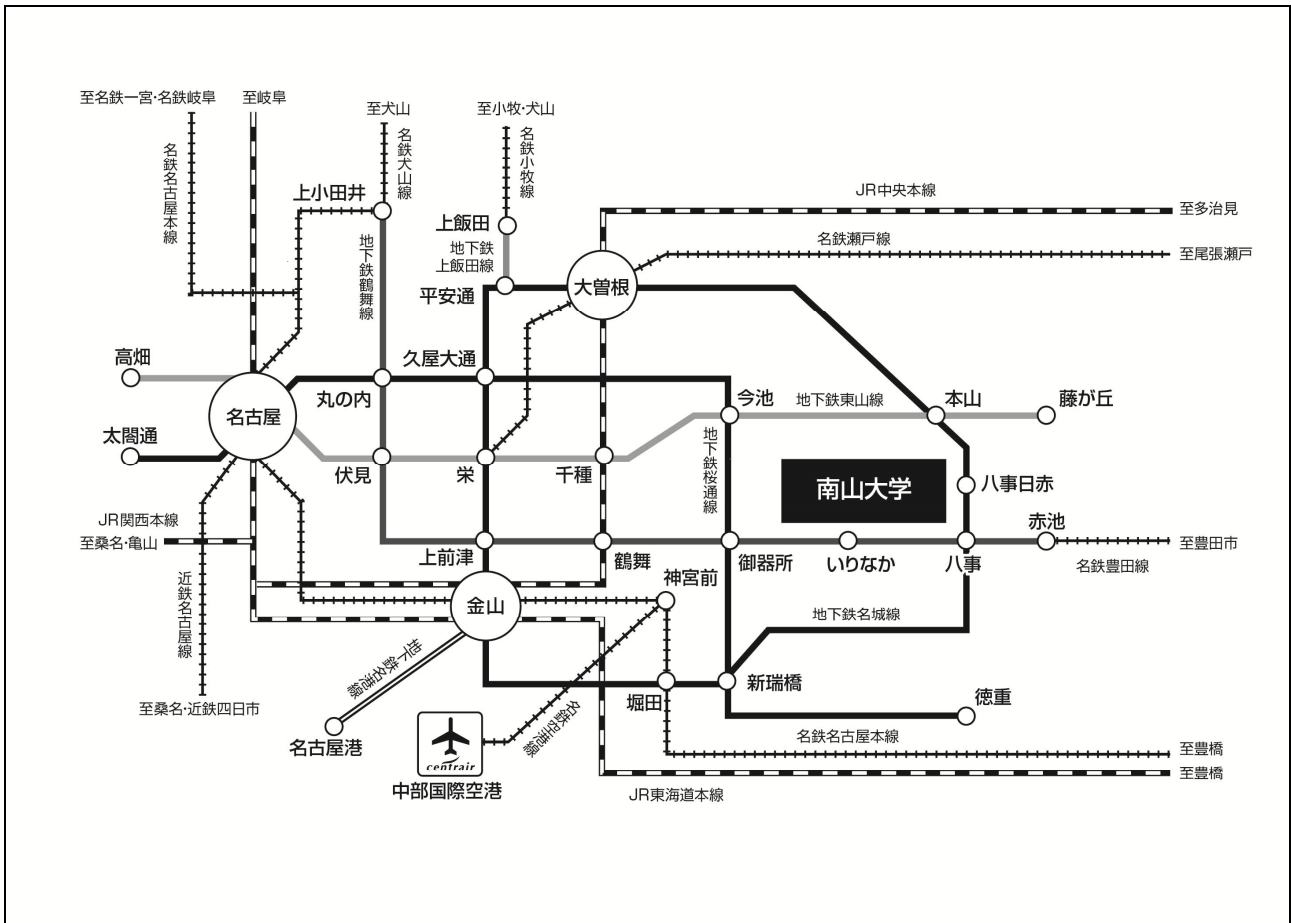 至名鉄一宮・名鉄岐阜
至岐阜
至犬山
至小牧・犬山
名鉄名古屋本線
名鉄犬山線
名鉄小牧線
JR中央本線
至多治見
上小田井
上飯田
名鉄瀬戸線
至尾張瀬戸
地下鉄鶴舞線
地下鉄
上飯田線
平安通
大曽根
高畑
久屋大通
丸の内
今池
地下鉄東山線
本山
藤が丘
名古屋
太閤通
伏見
栄
千種
地下鉄桜通線
南山大学
八事日赤
JR関西本線
至桑名・亀山
赤池
至豊田市
上前津
鶴舞
御器所
いりなか
八事
名鉄豊田線
神宮前
近鉄名古屋線
金山
地下鉄名城線
地下鉄名港線
至桑名・近鉄四日市
堀田
新瑞橋
徳重
名古屋港
名鉄空港線
名鉄名古屋本線
至豊橋
centrair
中部国際空港
JR東海道本線
至豊橋